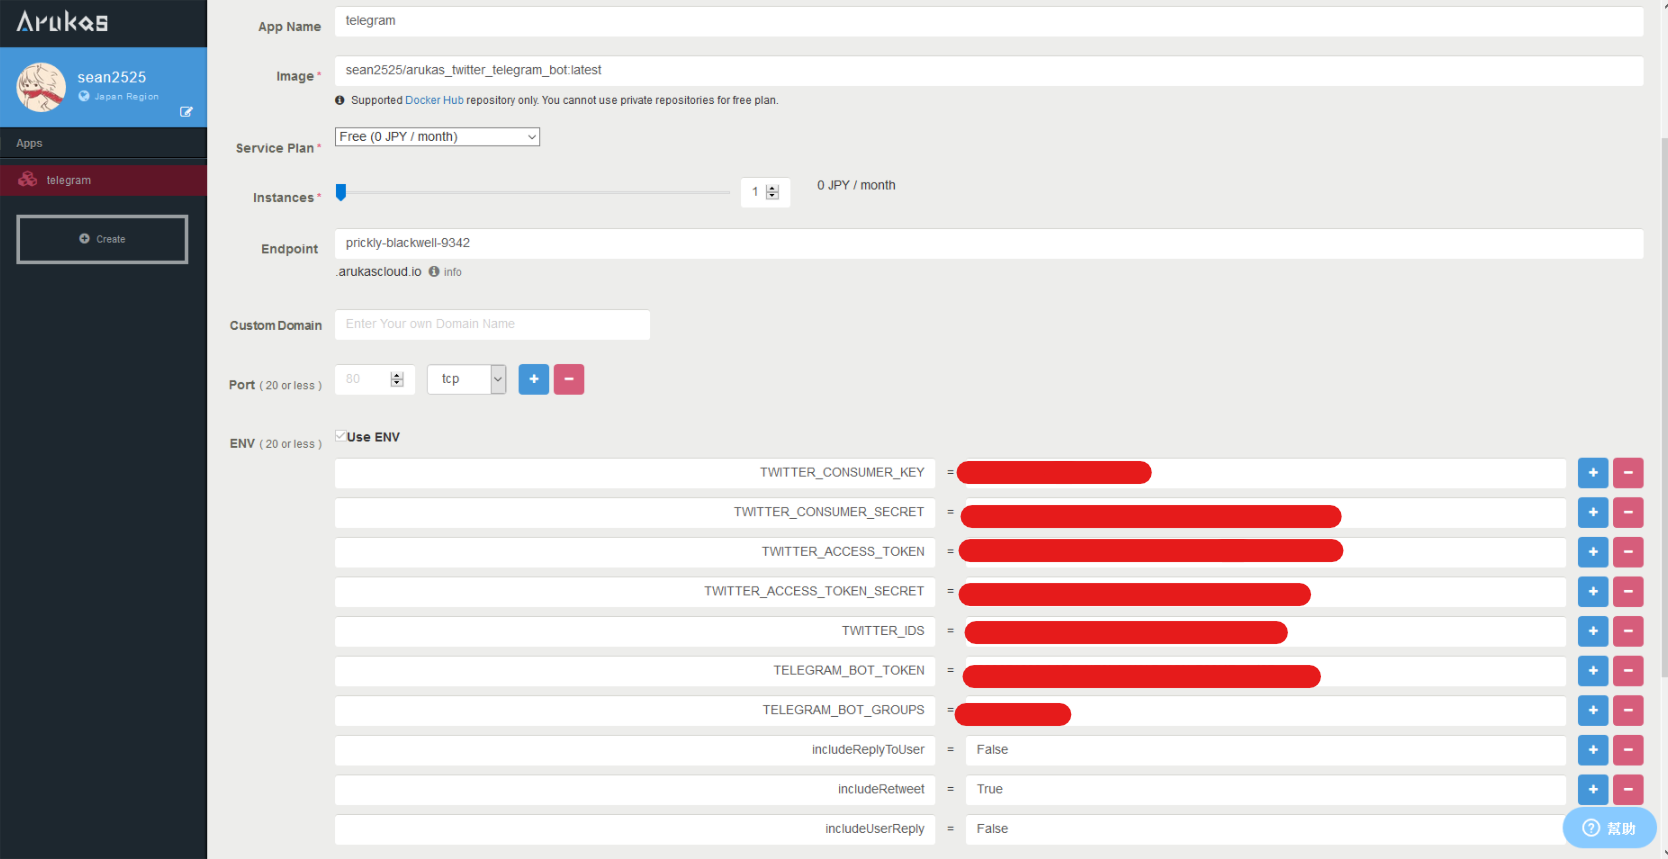 Arukas
sean2525
Japan Region
Apps
telegram
Create
App Name telegram
Image* sean2525/arukas_twitter_telegram_bot:latest
Supported Docker Hub repository only. You cannot use private repositories for free plan.
Service Plan* Free (0 JPY / month)
Instances* 1 0 JPY / month
Endpoint prickly-blackwell-9342
.arukascloud.io info
Custom Domain Enter Your own Domain Name
Port ( 20 or less ) 80 tcp + −
ENV ( 20 or less ) Use ENV
TWITTER_CONSUMER_KEY = + −
TWITTER_CONSUMER_SECRET = + −
TWITTER_ACCESS_TOKEN = + −
TWITTER_ACCESS_TOKEN_SECRET = + −
TWITTER_IDS = + −
TELEGRAM_BOT_TOKEN = + −
TELEGRAM_BOT_GROUPS = + −
includeReplyToUser = False + −
includeRetweet = True + −
includeUserReply = False
? 幫助